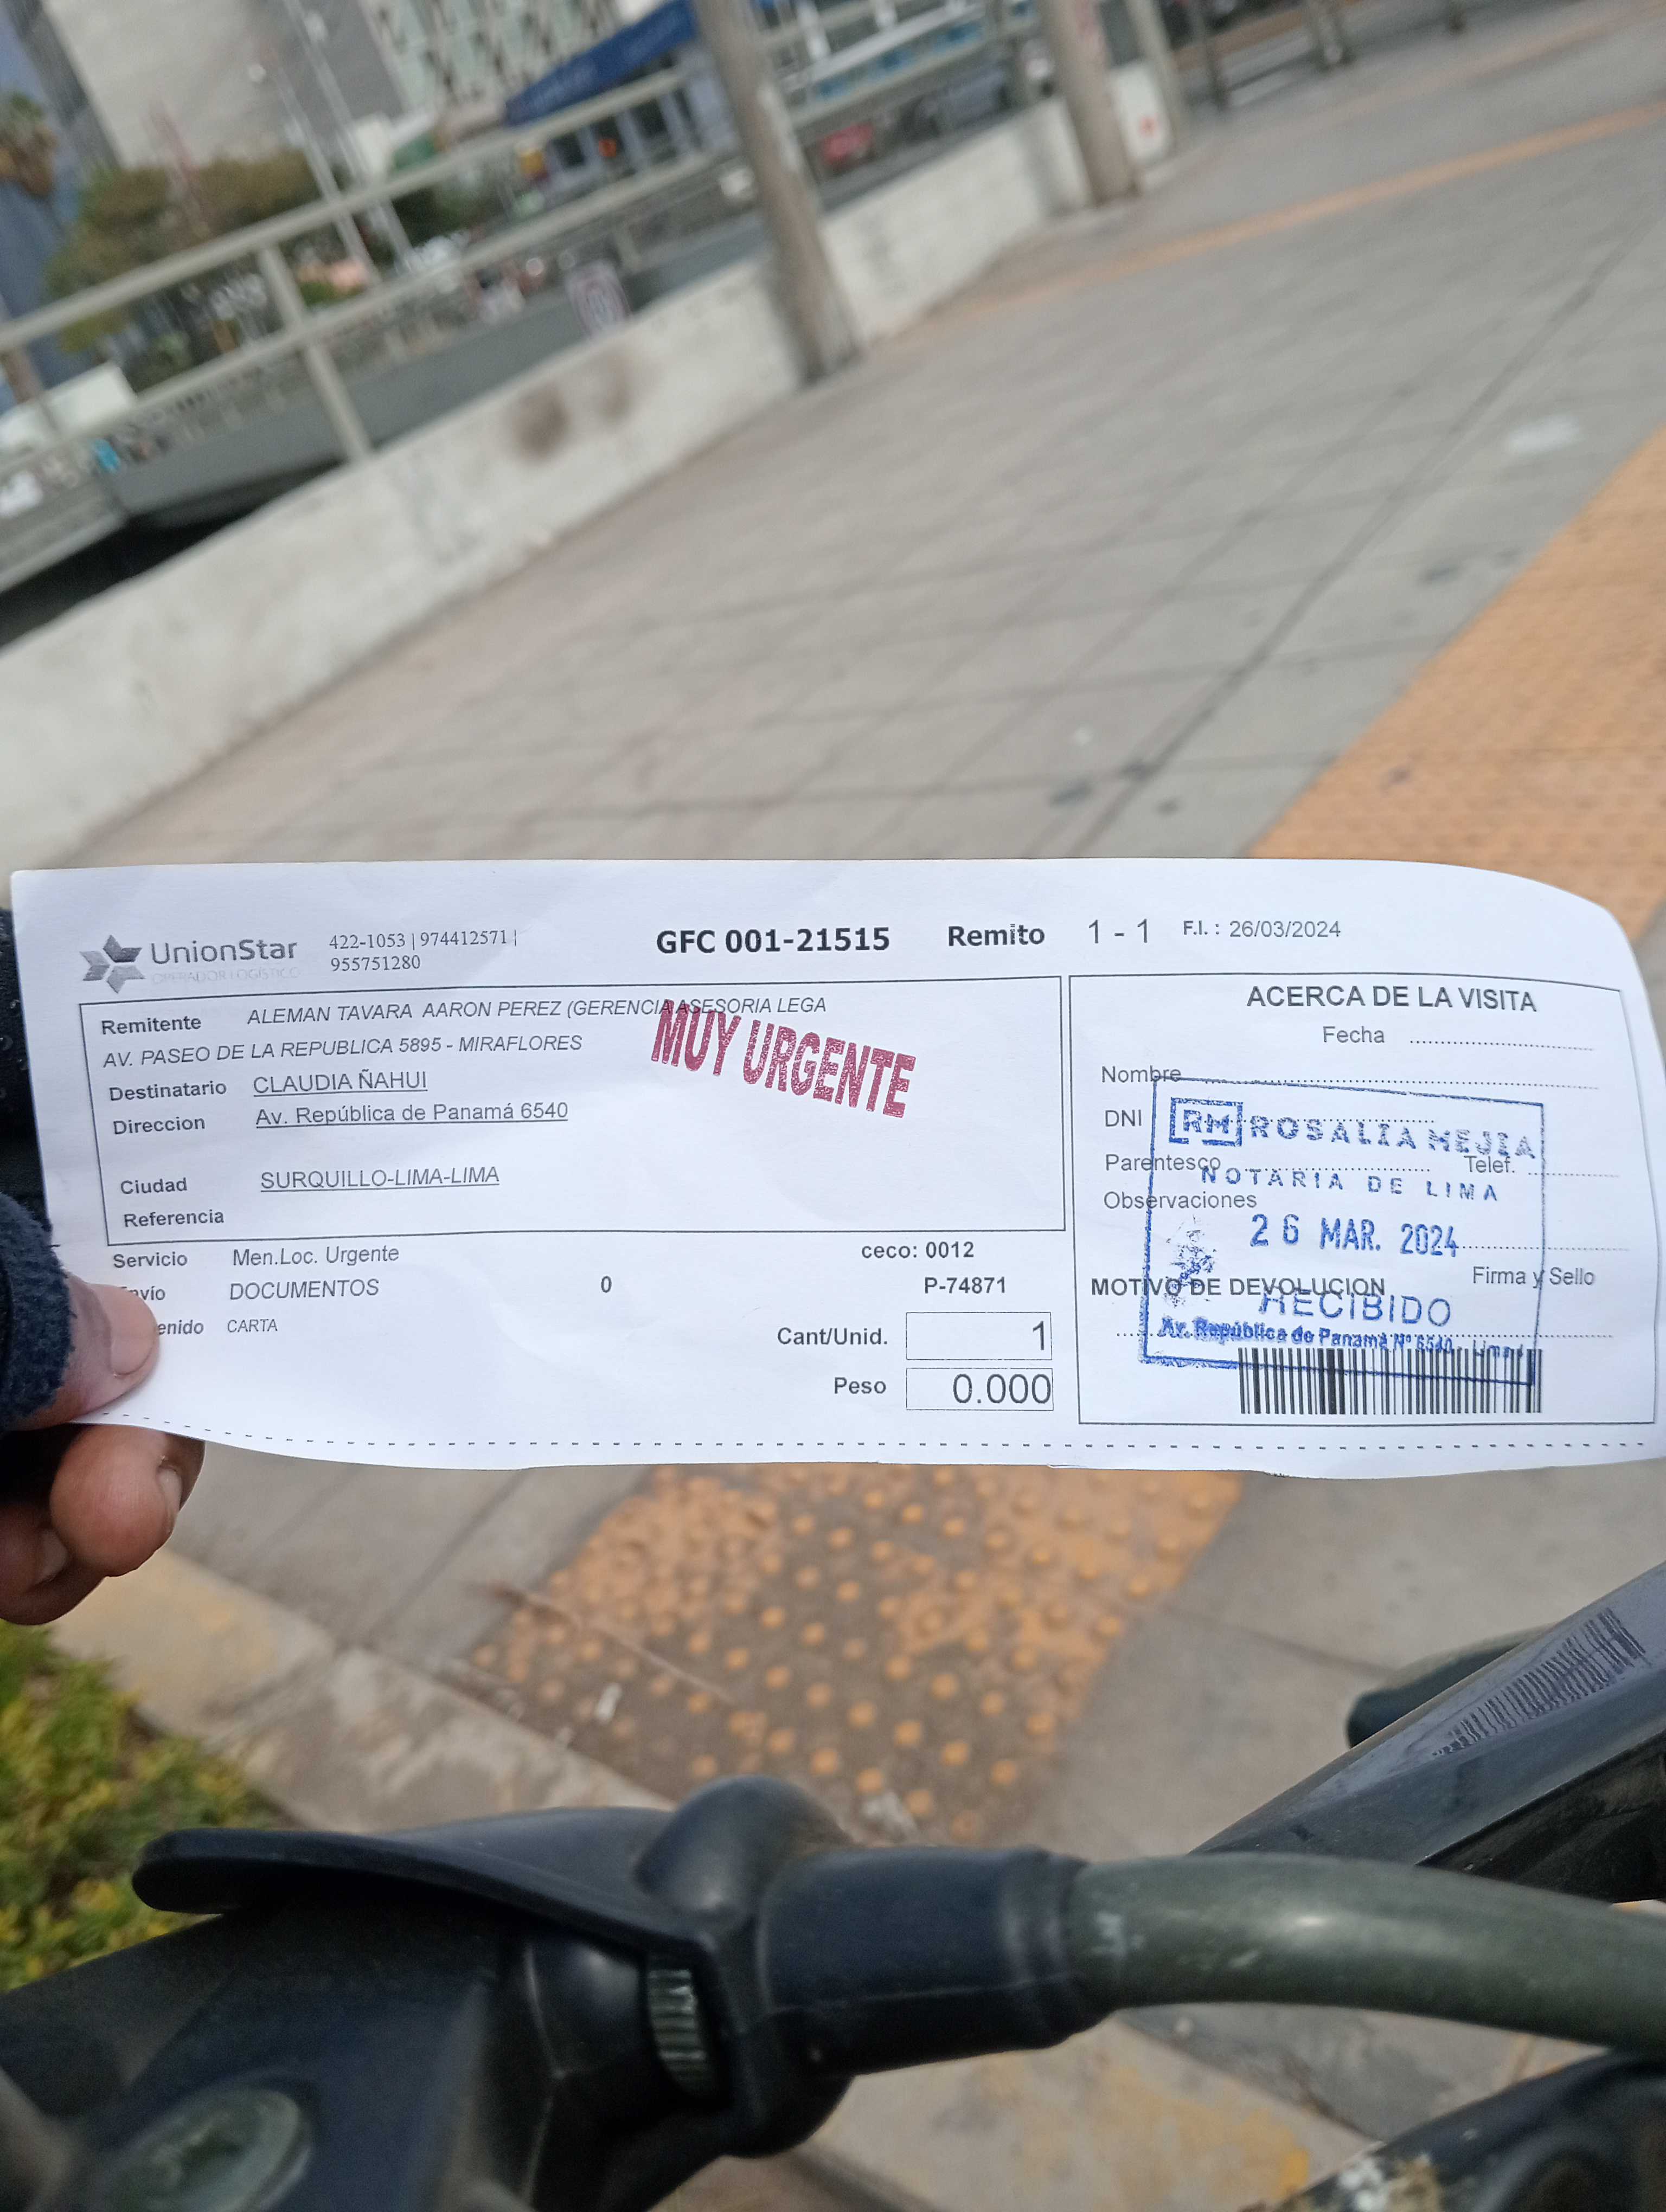 UnionStar
OPERADOR LOGISTICO
422-1053 | 974412571 |
955751280
GFC 001-21515 Remito 1 - 1 F.I. : 26/03/2024
Remitente ALEMAN TAVARA AARON PEREZ (GERENCIA ASESORIA LEGA
AV. PASEO DE LA REPUBLICA 5895 - MIRAFLORES
Destinatario CLAUDIA ÑAHUI
Direccion Av. República de Panamá 6540
Ciudad SURQUILLO-LIMA-LIMA
Referencia
MUY URGENTE
Servicio Men.Loc. Urgente ceco: 0012
nvío DOCUMENTOS 0 P-74871
enido CARTA
Cant/Unid. 1
Peso 0.000
ACERCA DE LA VISITA
Fecha
Nombre
DNI
Parentesco Telef.
Observaciones
Firma y Sello
MOTIVO DE DEVOLUCION
RM ROSALIA MEJIA
NOTARIA DE LIMA
26 MAR. 2024
RECIBIDO
Av. República de Panamá Nº 6540 - Lima